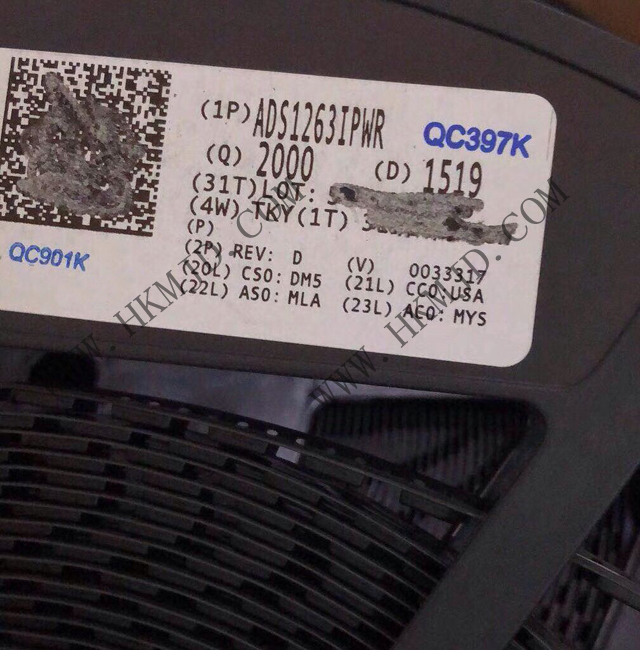 (1P) ADS1263IPWR
QC397K
(Q) 2000 (D) 1519
(31T) LOT:
(4W) TKY (1T)
(P)
(2P) REV: D (V) 0033317
(20L) CSO: DM5 (21L) CCO: USA
(22L) ASO: MLA (23L) ACO: MYS
QC901K
WWW.HKMJD.COM
WWW.HKMJD.COM